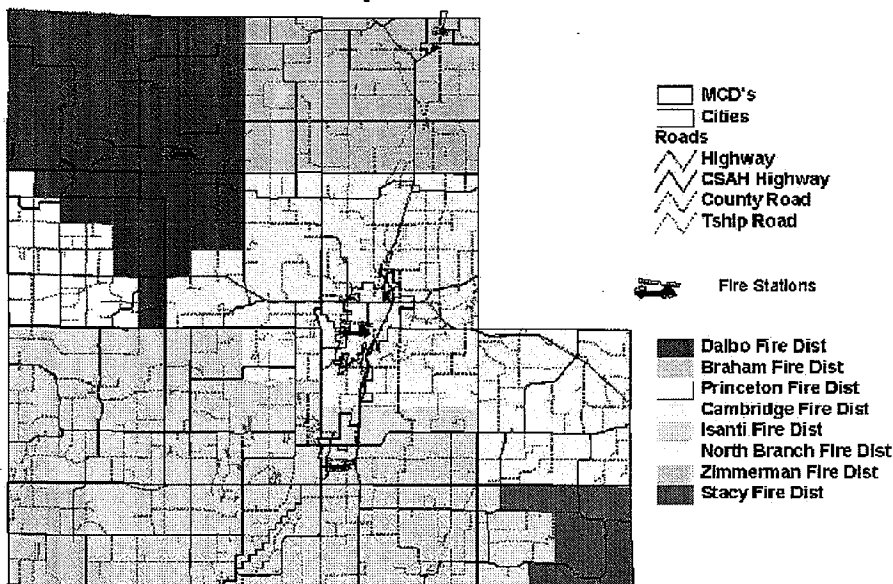 MCD's
Cities
Roads
Highway
CSAH Highway
County Road
Tship Road
Fire Stations
Dalbo Fire Dist
Braham Fire Dist
Princeton Fire Dist
Cambridge Fire Dist
Isanti Fire Dist
North Branch Fire Dist
Zimmerman Fire Dist
Stacy Fire Dist